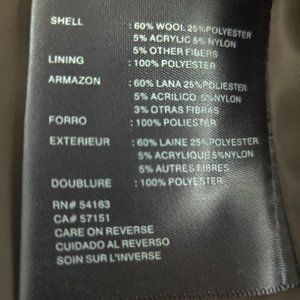 SHELL : 60% WOOL 25% POLYESTER
5% ACRYLIC 5% NYLON
5% OTHER FIBERS
LINING : 100% POLYESTER
ARMAZON : 60% LANA 25% POLIESTER
5% ACRILICO 5% NYLON
3% OTRAS FIBRAS
FORRO : 100% POLIESTER
EXTERIEUR : 60% LAINE 25% POLYESTER
5% ACRYLIQUE 5% NYLON
5% AUTRES FIBRES
DOUBLURE : 100% POLYESTER
RN# 54163
CA# 57151
CARE ON REVERSE
CUIDADO AL REVERSO
SOIN SUR L'INVERSE